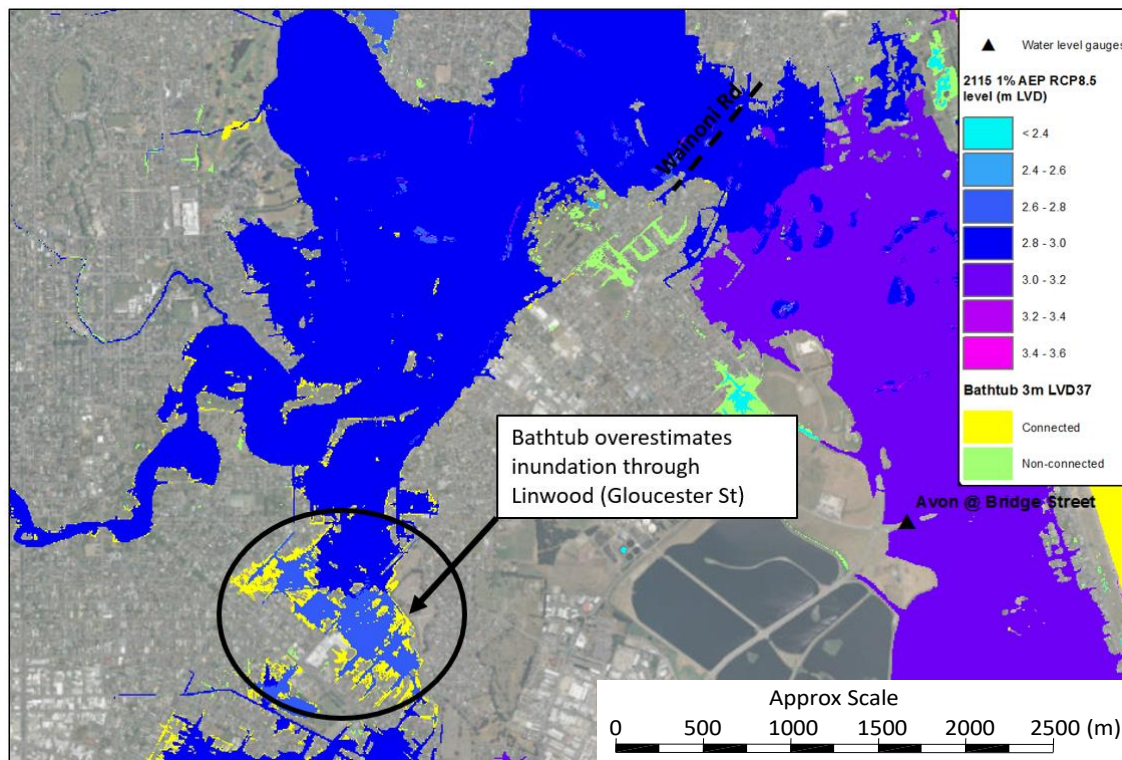 Water level gauges
2115 1% AEP RCP8.5
level (m LVD)
< 2.4
2.4 - 2.6
2.6 - 2.8
2.8 - 3.0
3.0 - 3.2
3.2 - 3.4
3.4 - 3.6
Bathtub 3m LVD37
Connected
Non-connected
Wainoni Rd
Bathtub overestimates
inundation through
Linwood (Gloucester St)
Avon @ Bridge Street
Approx Scale
0 500 1000 1500 2000 2500 (m)